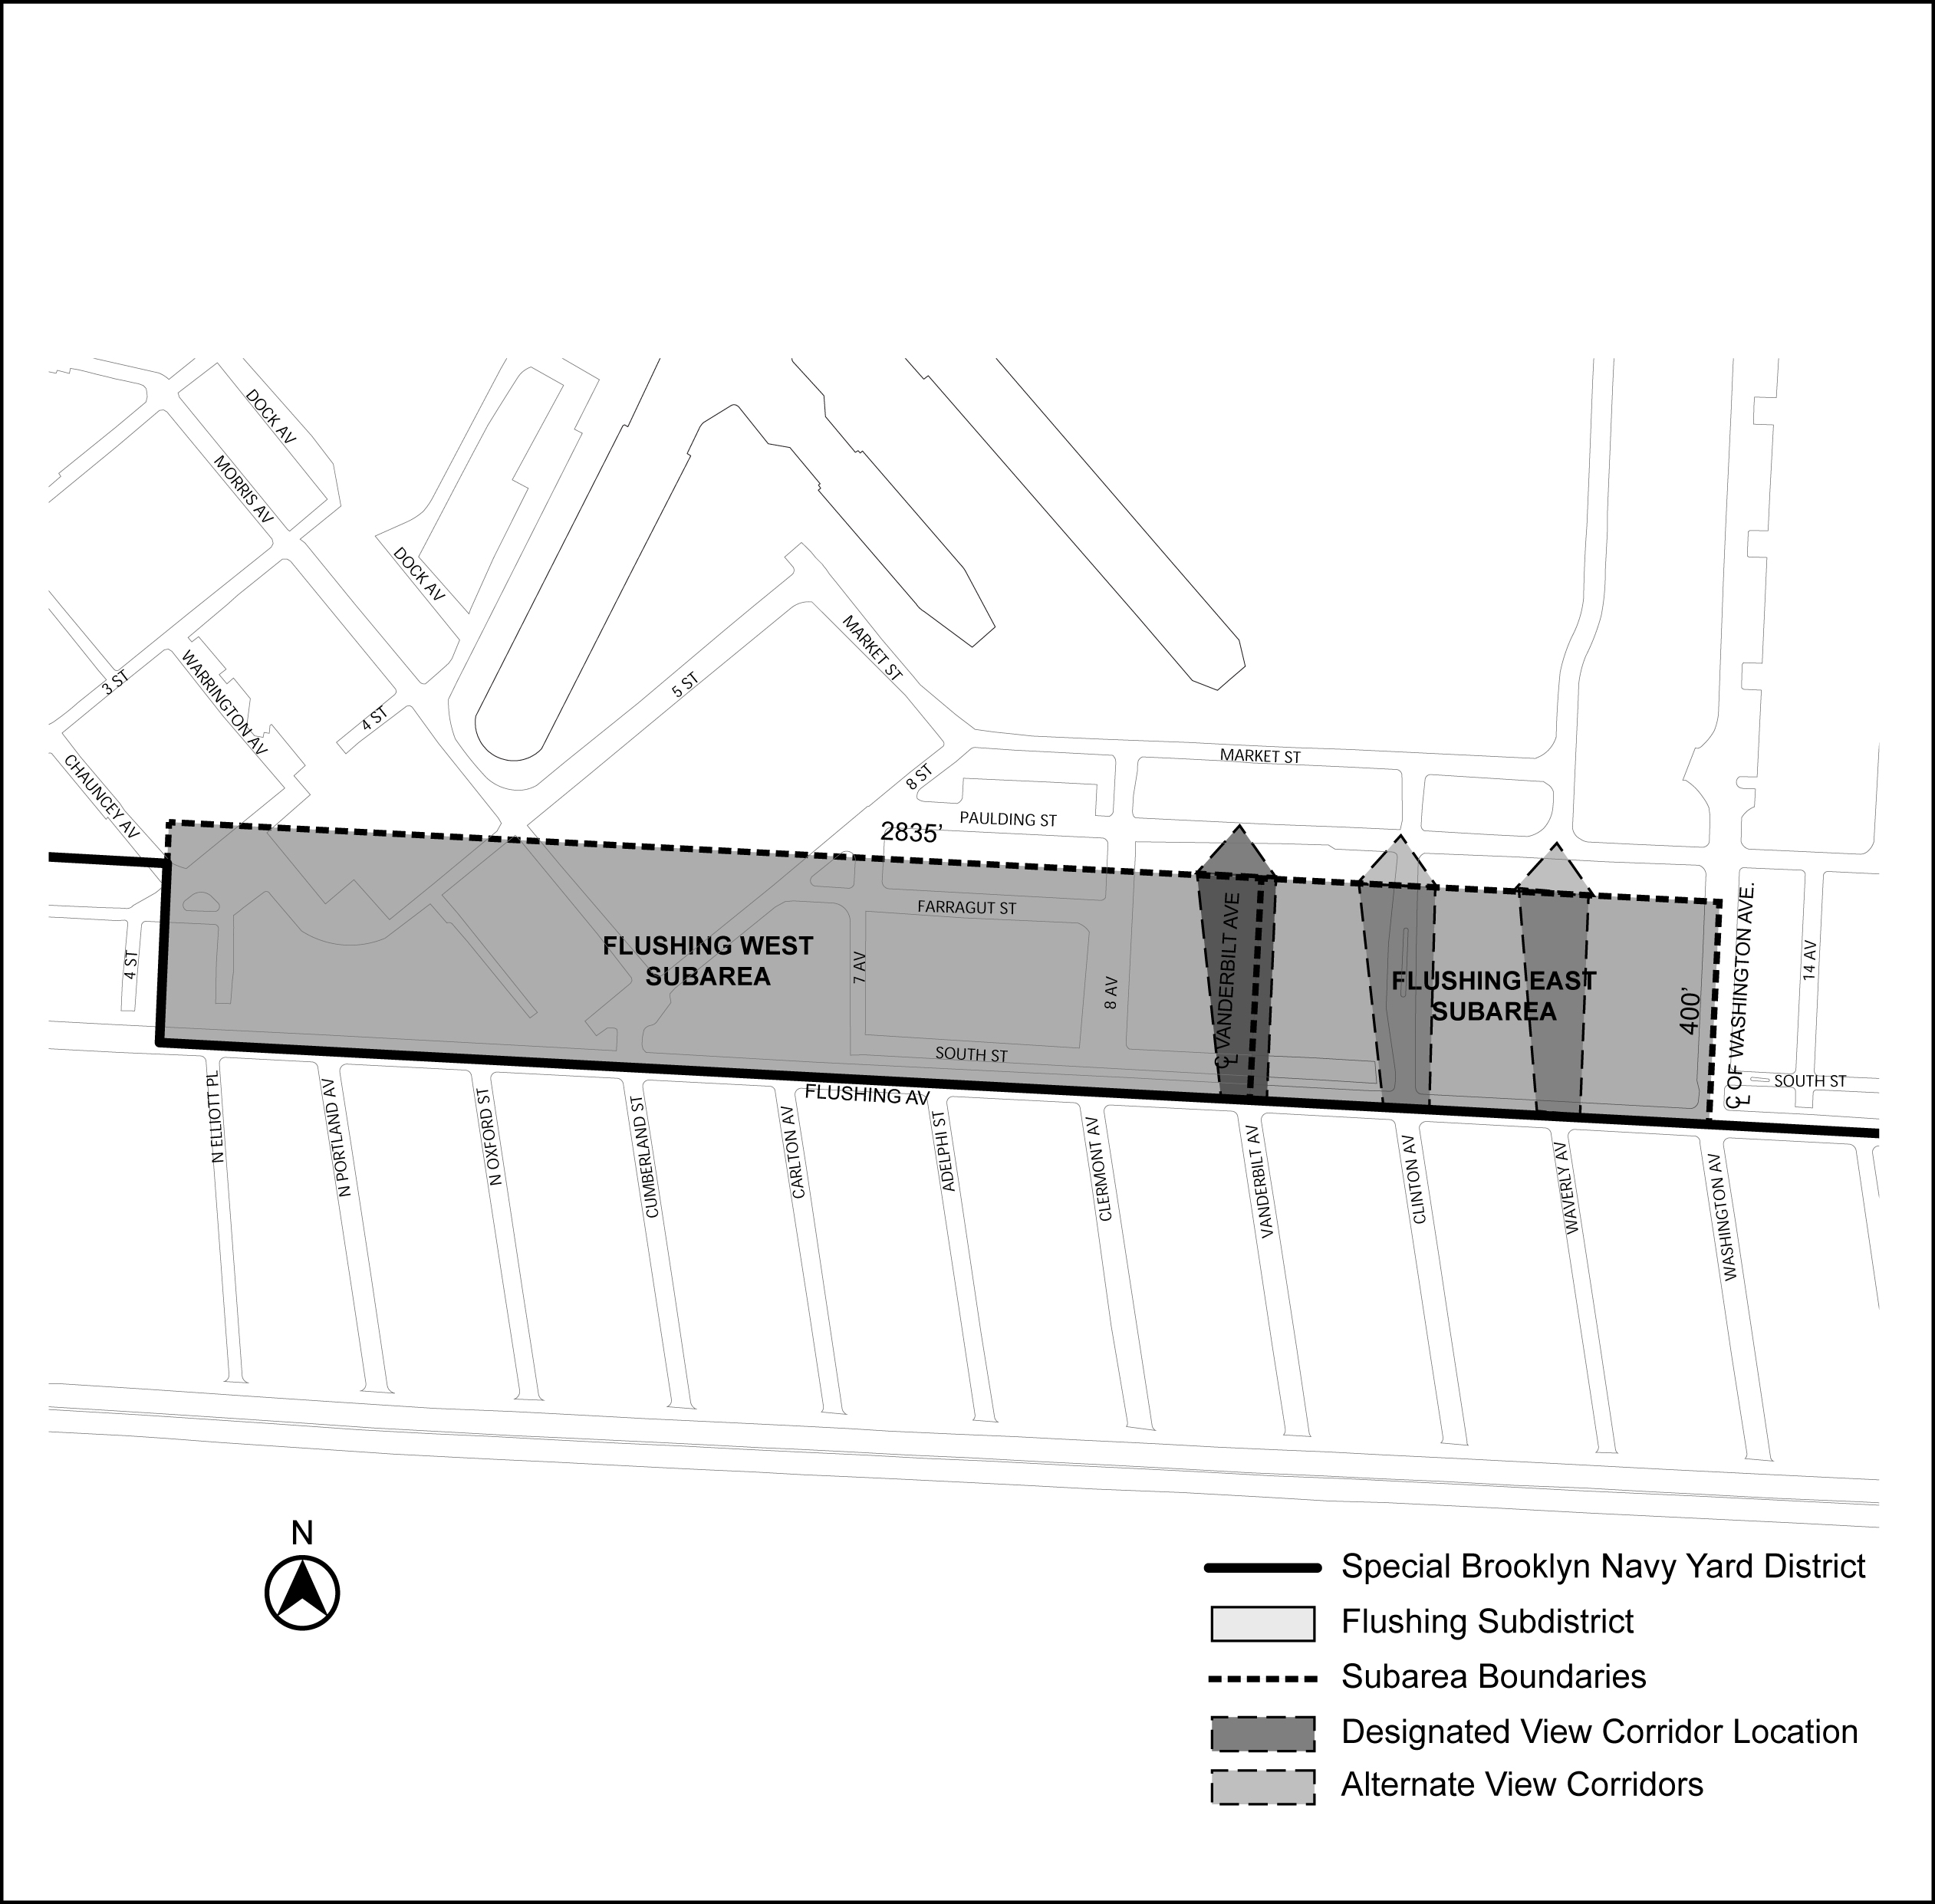 DOCK AV
MORRIS AV
DOCK AV
MARKET ST
3 ST
WARRINGTON AV
5 ST
4 ST
CHAUNCEY AV
8 ST
MARKET ST
PAULDING ST
2835’
FARRAGUT ST
FLUSHING WEST
SUBAREA
4 ST
7 AV
8 AV
CL VANDERBILT AVE
FLUSHING EAST
SUBAREA
400’
CL OF WASHINGTON AVE.
14 AV
SOUTH ST
SOUTH ST
FLUSHING AV
N ELLIOTT PL
N PORTLAND AV
N OXFORD ST
CUMBERLAND ST
CARLTON AV
ADELPHI ST
CLERMONT AV
VANDERBILT AV
CLINTON AV
WAVERLY AV
WASHINGTON AV
N
Special Brooklyn Navy Yard District
Flushing Subdistrict
Subarea Boundaries
Designated View Corridor Location
Alternate View Corridors